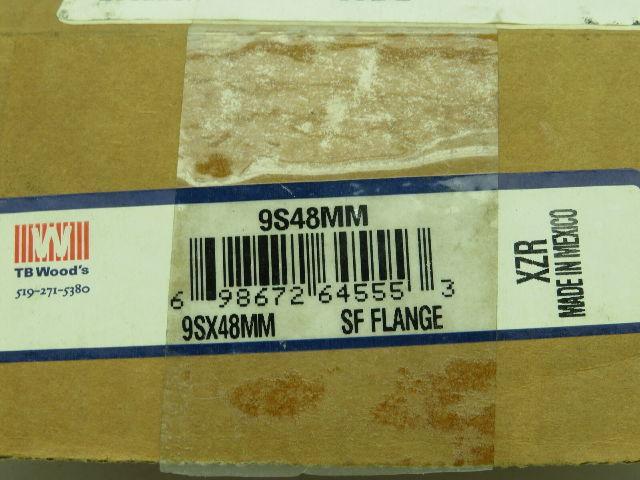 9S48MM
TB Wood's
519-271-5380
6 98672 64555 3
9SX48MM SF FLANGE
XZR
MADE IN MEXICO